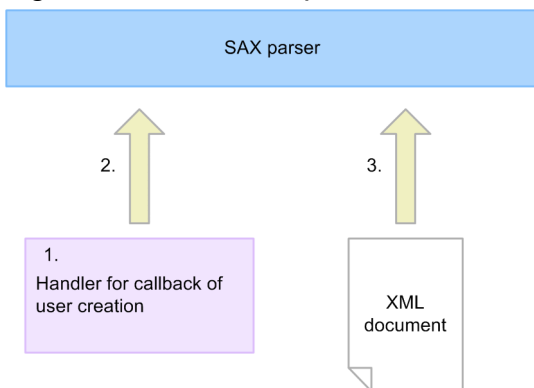 SAX parser
2.
3.
1.
Handler for callback of
user creation
XML
document